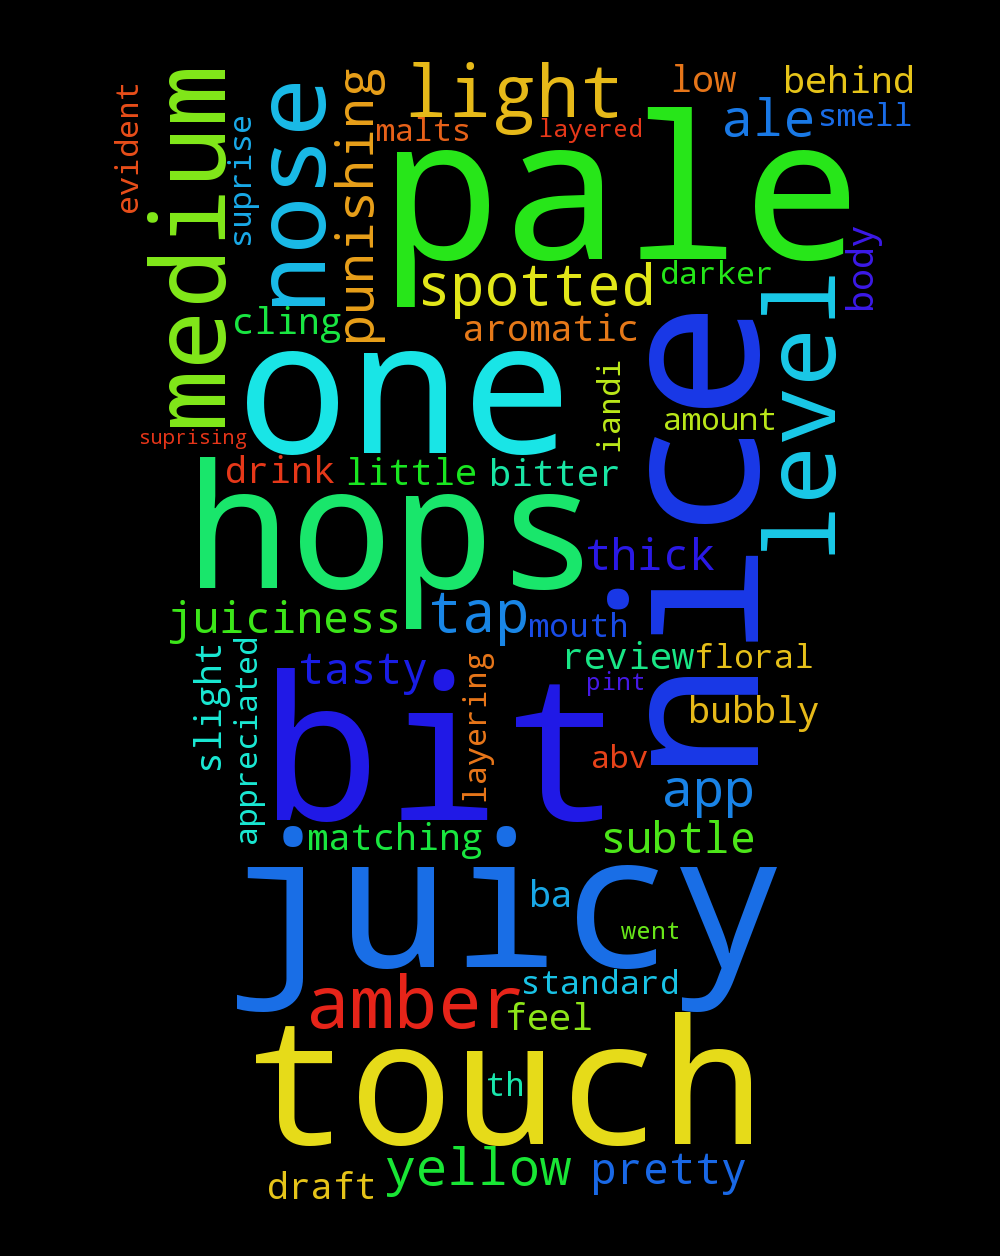 light
low
behind
medium
nose
punishing
evident
suprise
malts
layered
ale
smell
pale
spotted
darker
body
cling
aromatic
level
one
iandi
nice
amount
suprising
drink
little
bitter
hops
thick
juiciness
tap
mouth
review
floral
slight
appreciated
tasty
layering
pint
bubbly
bit
abv
app
matching
subtle
juicy
ba
went
amber
standard
feel
touch
th
yellow
pretty
draft